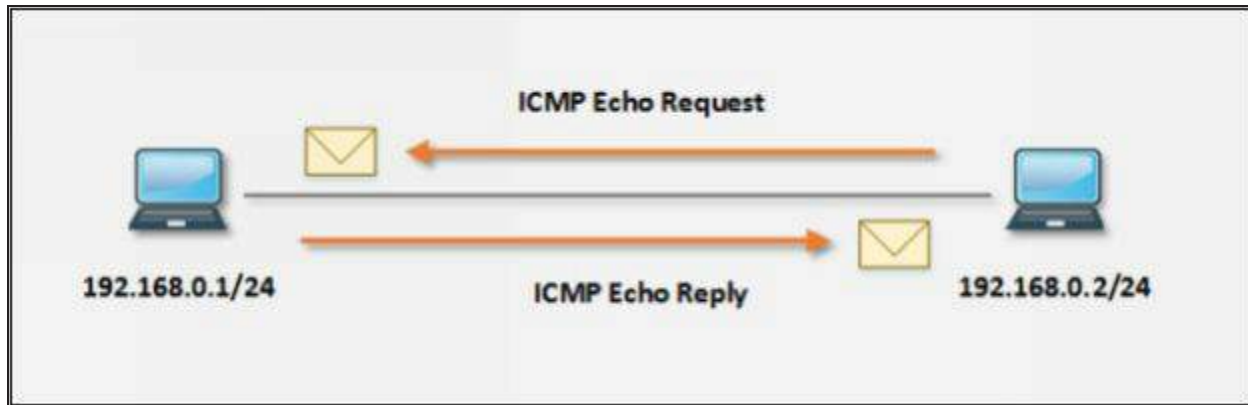 ICMP Echo Request
192.168.0.1/24
192.168.0.2/24
ICMP Echo Reply